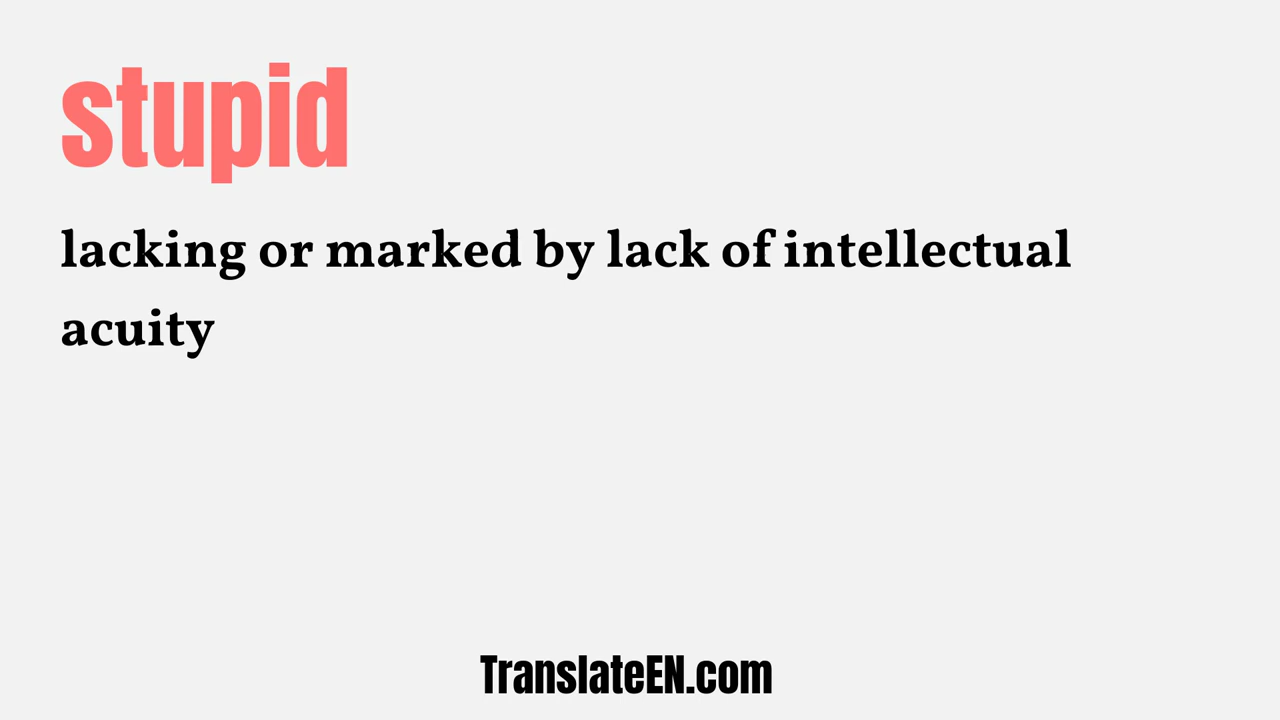 stupid
lacking or marked by lack of intellectual
acuity
TranslateEN.com